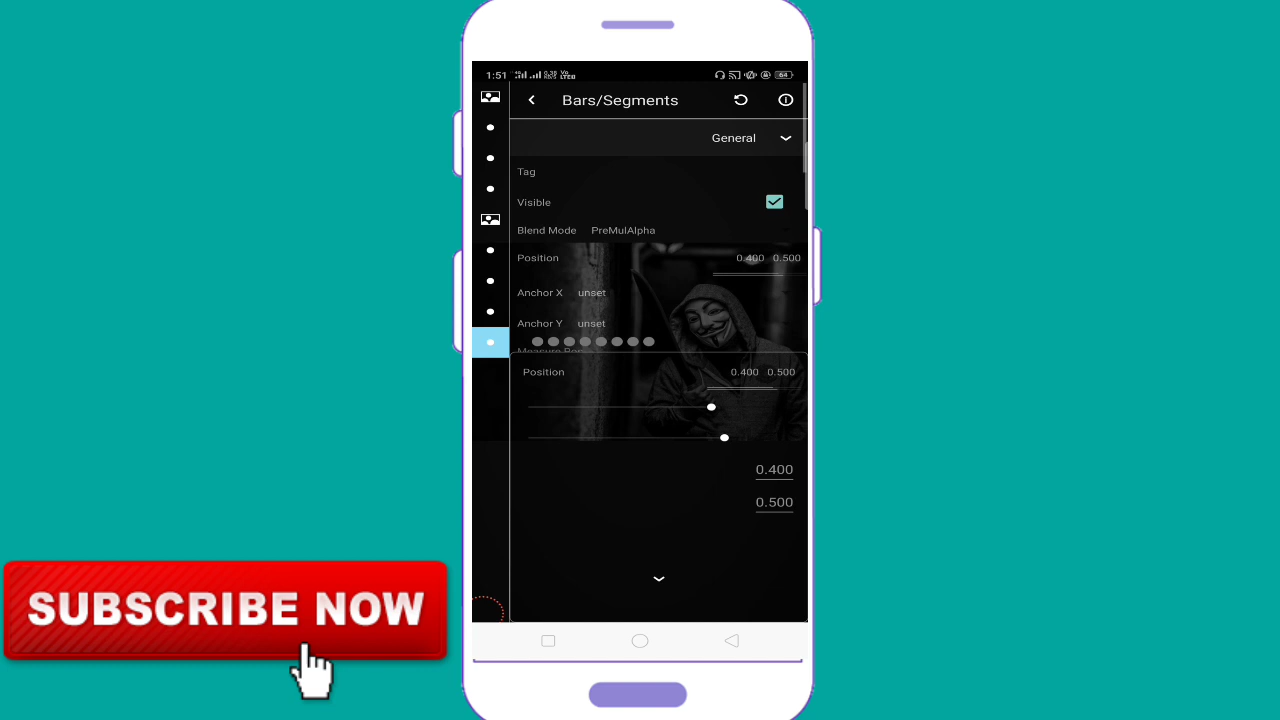 1:51
64
Bars/Segments
General
Tag
Visible
Blend Mode PreMulAlpha
Position 0.400 0.500
Anchor X unset
Anchor Y unset
Position 0.400 0.500
0.400
0.500
SUBSCRIBE NOW